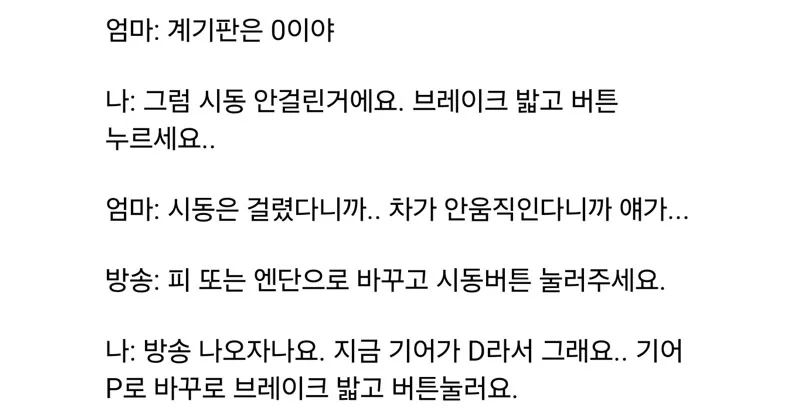 엄마: 계기판은 0이야
나: 그럼 시동 안걸린거에요. 브레이크 밟고 버튼
누르세요..
엄마: 시동은 걸렸다니까.. 차가 안움직인다니까 얘가...
방송: 피 또는 엔단으로 바꾸고 시동버튼 눌러주세요.
나: 방송 나오자나요. 지금 기어가 D라서 그래요.. 기어
P로 바꾸로 브레이크 밟고 버튼눌러요.